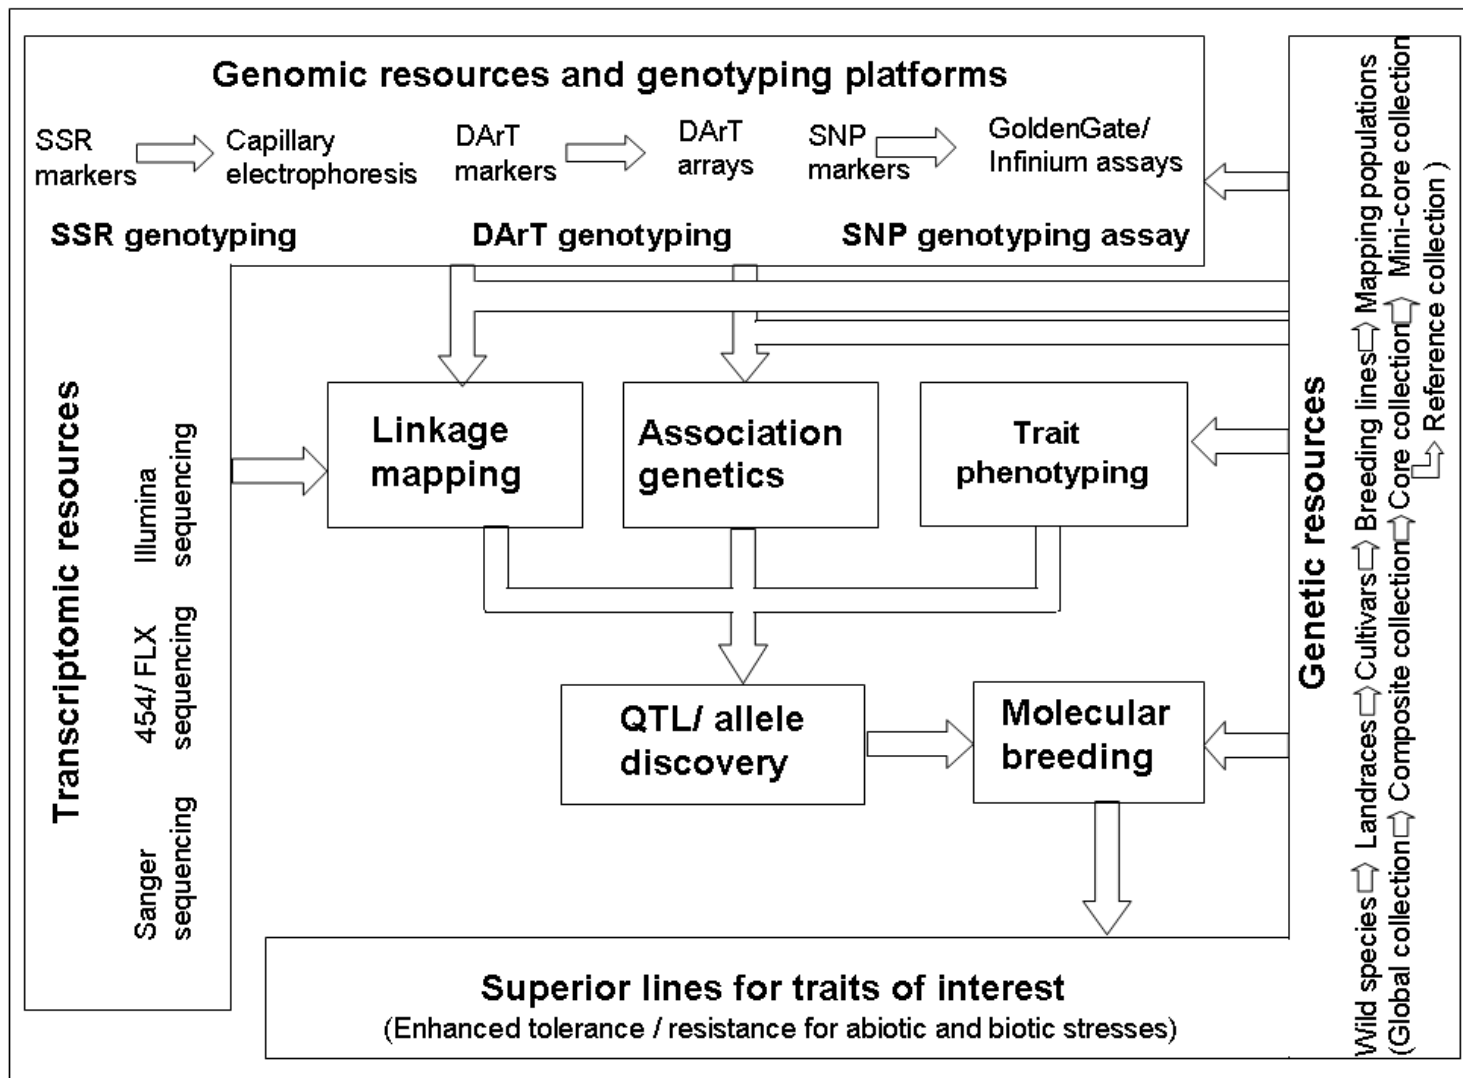 Genomic resources and genotyping platforms
SSR
markers
Capillary
electrophoresis
DArT
markers
DArT
arrays
SNP
markers
GoldenGate/
Infinium assays
SSR genotyping
DArT genotyping
SNP genotyping assay
Transcriptomic resources
Sanger
sequencing
454/ FLX
sequencing
Illumina
sequencing
Linkage
mapping
Association
genetics
Trait
phenotyping
QTL/ allele
discovery
Molecular
breeding
Superior lines for traits of interest
(Enhanced tolerance / resistance for abiotic and biotic stresses)
Genetic resources
Wild species Landraces Cultivars Breeding lines Mapping populations
(Global collection Composite collection Core collection Mini-core collection
Reference collection )